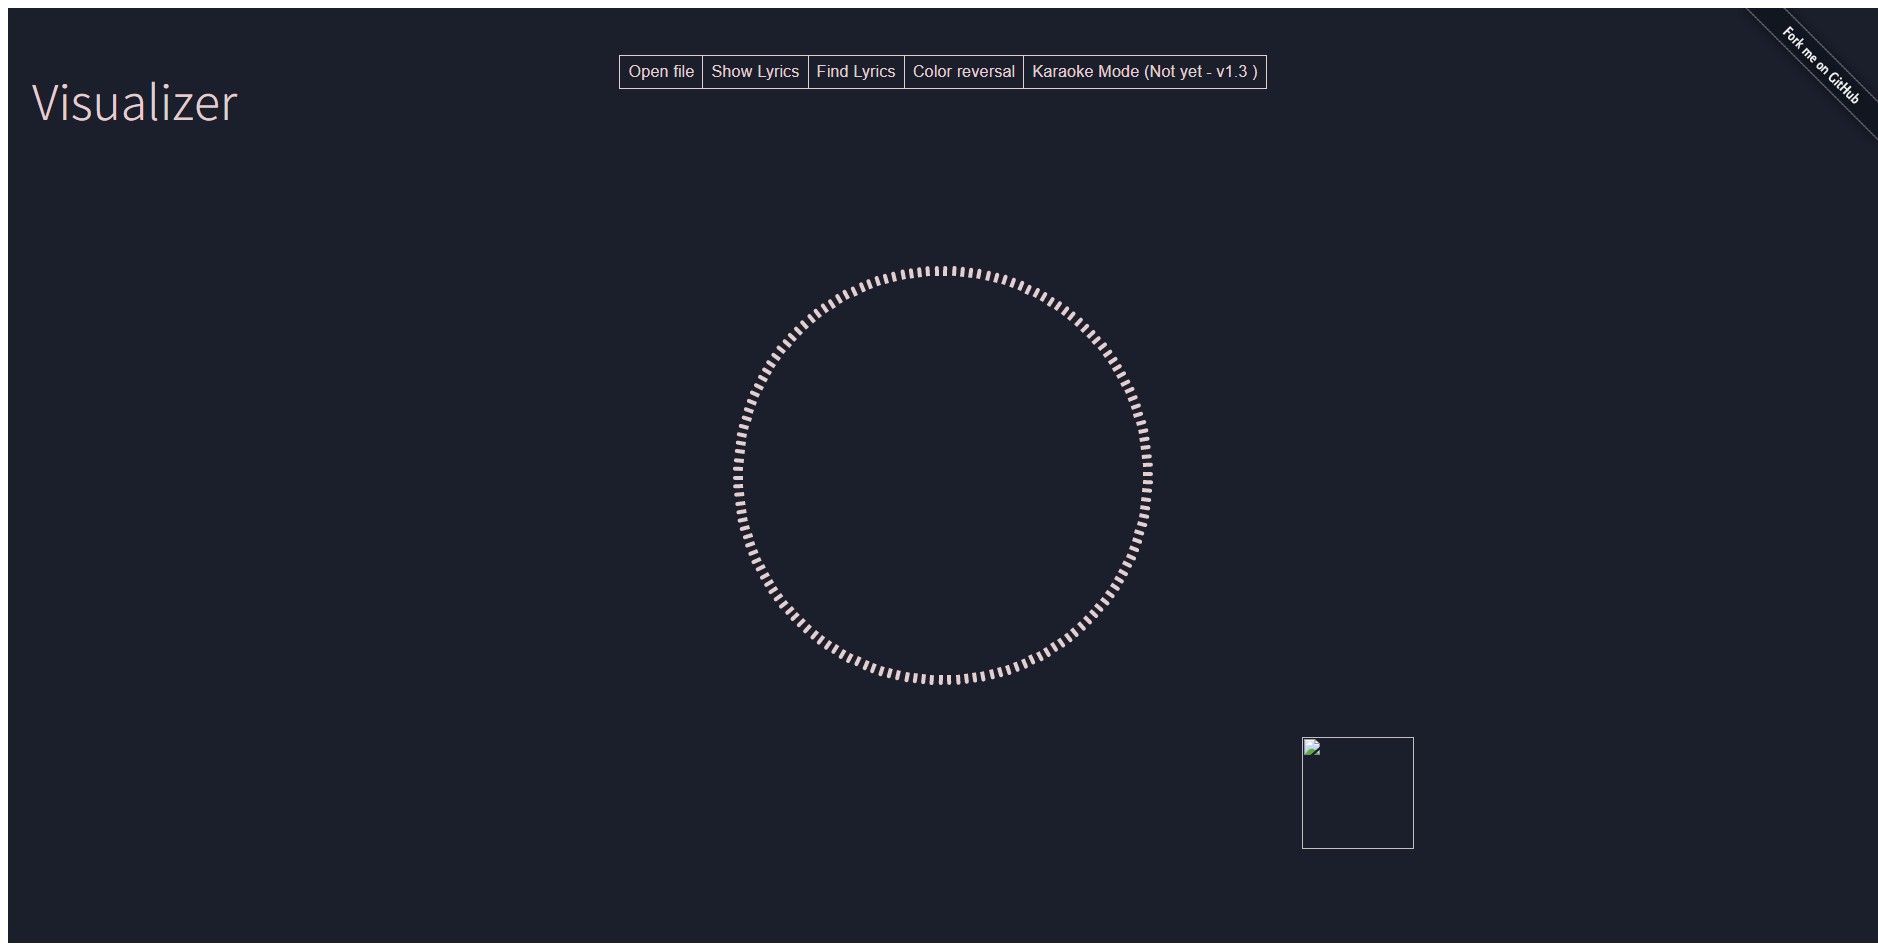 Open file Show Lyrics Find Lyrics Color reversal Karaoke Mode (Not yet - v1.3 )
Visualizer
Fork me on GitHub